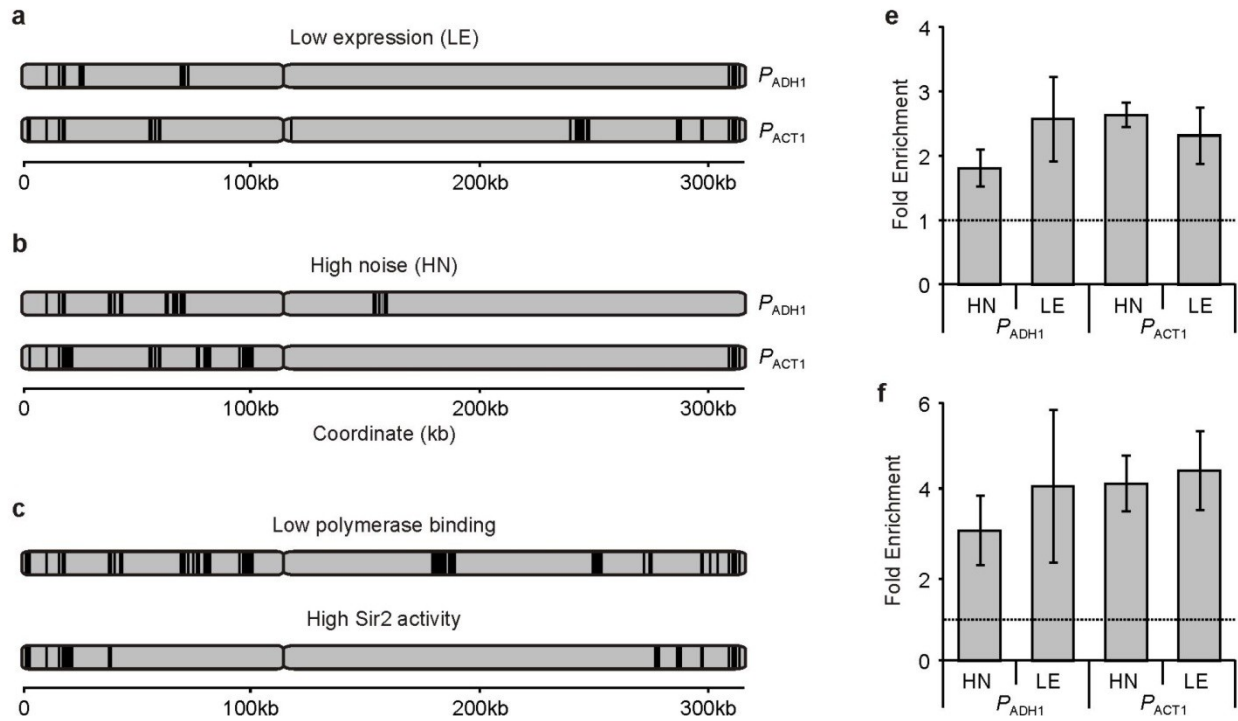 a
Low expression (LE)
PADH1
PACT1
0 100kb 200kb 300kb
b
High noise (HN)
PADH1
PACT1
0 100kb 200kb 300kb
Coordinate (kb)
c
Low polymerase binding
High Sir2 activity
0 100kb 200kb 300kb
e
Fold Enrichment
4
3
2
1
0
HN LE HN LE
PADH1 PACT1
f
Fold Enrichment
6
4
2
0
HN LE HN LE
PADH1 PACT1